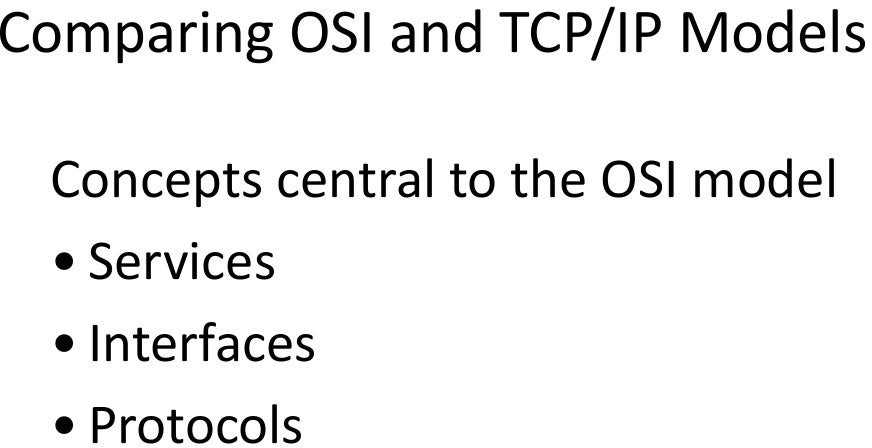 Comparing OSI and TCP/IP Models
Concepts central to the OSI model
• Services
• Interfaces
• Protocols